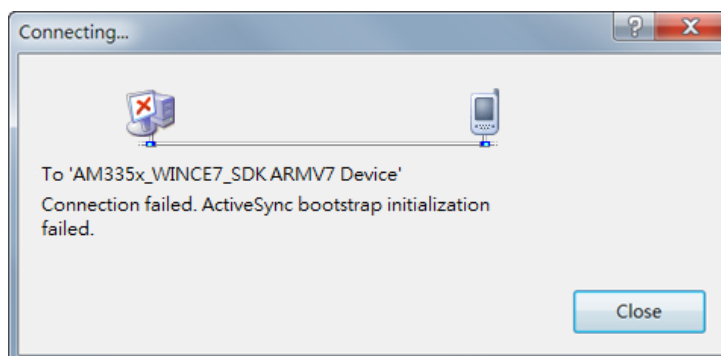 Connecting...
To 'AM335x_WINCE7_SDK ARMV7 Device'
Connection failed. ActiveSync bootstrap initialization
failed.
Close